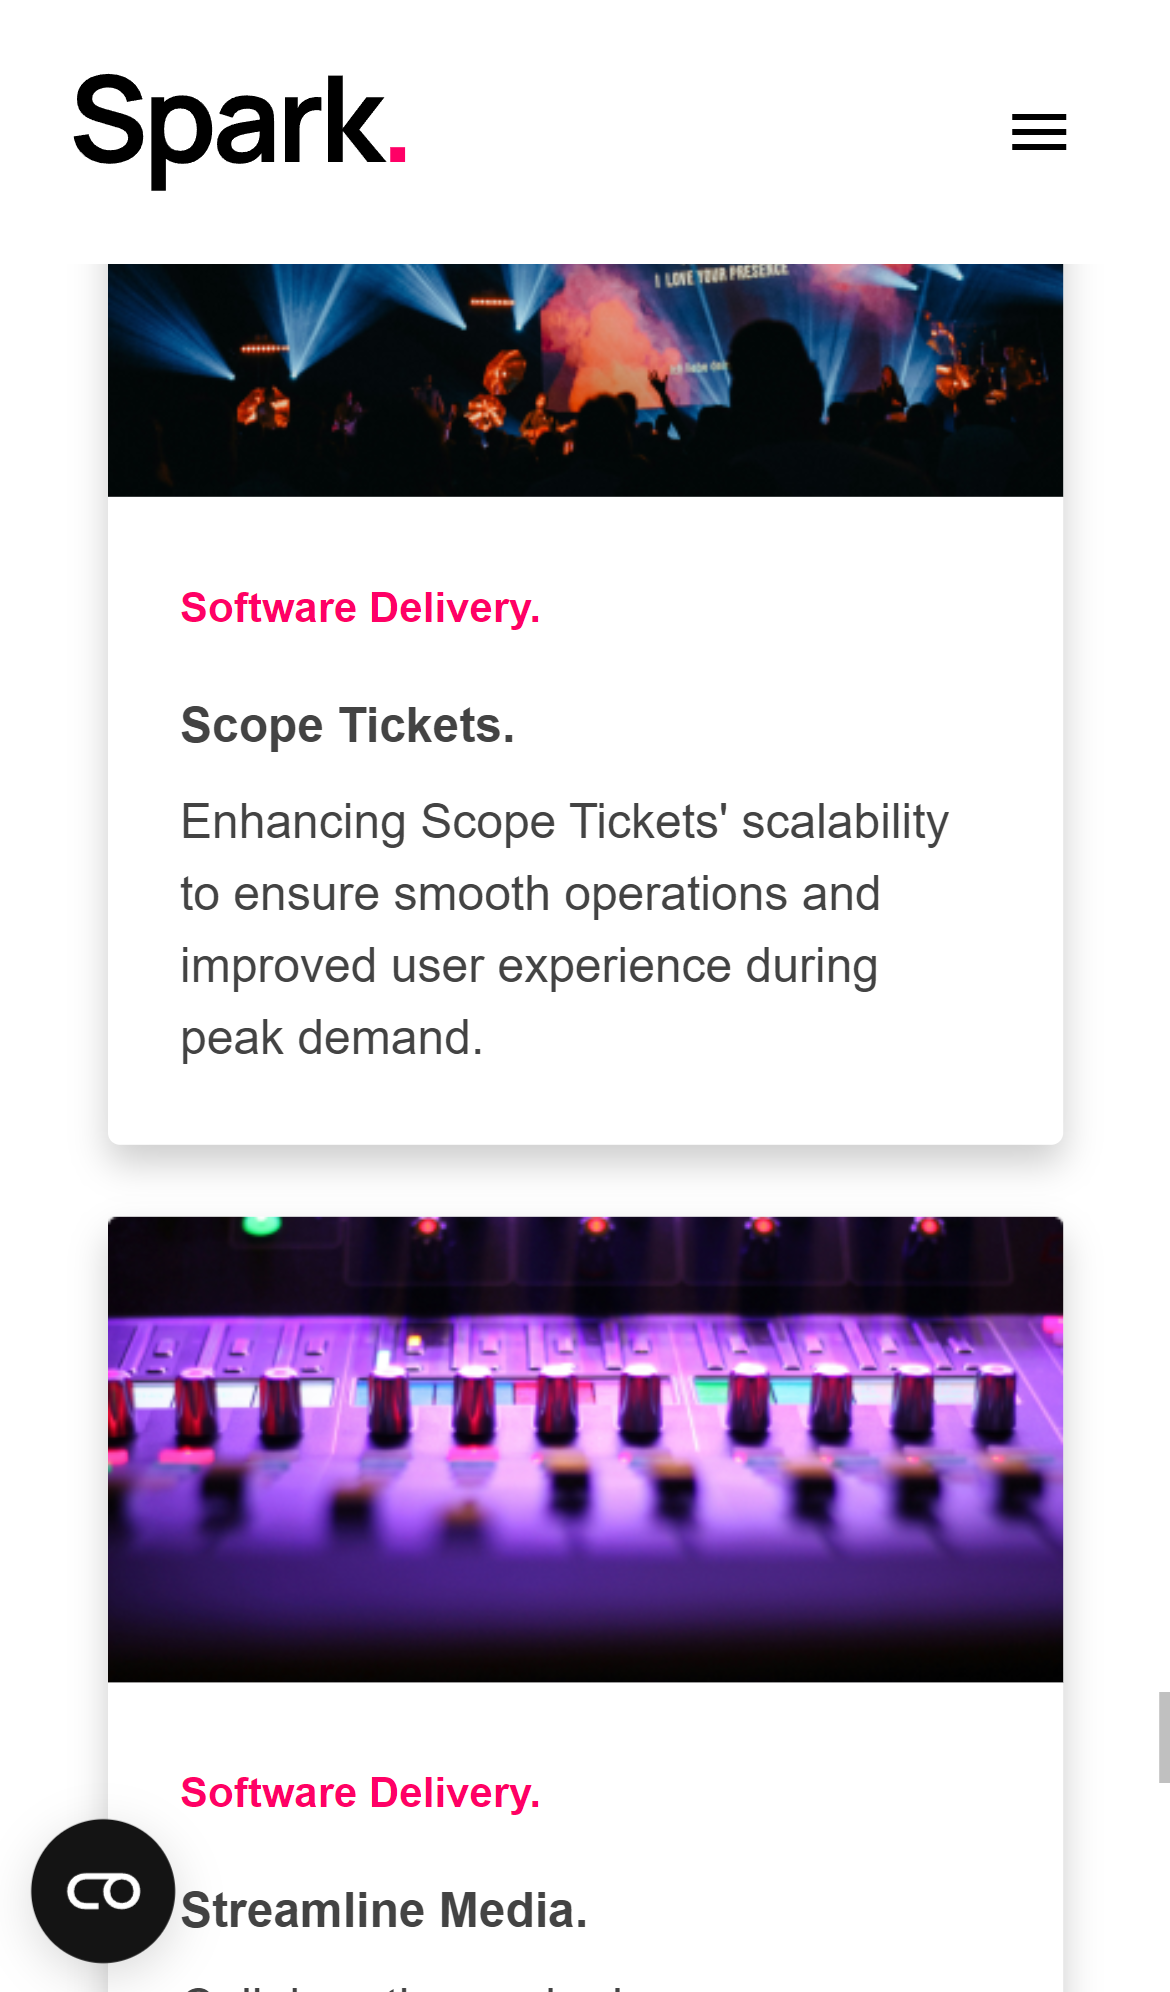 Spark.
I LOVE YOUR PRESENCE
Software Delivery.
Scope Tickets.
Enhancing Scope Tickets' scalability
to ensure smooth operations and
improved user experience during
peak demand.
Software Delivery.
Streamline Media.